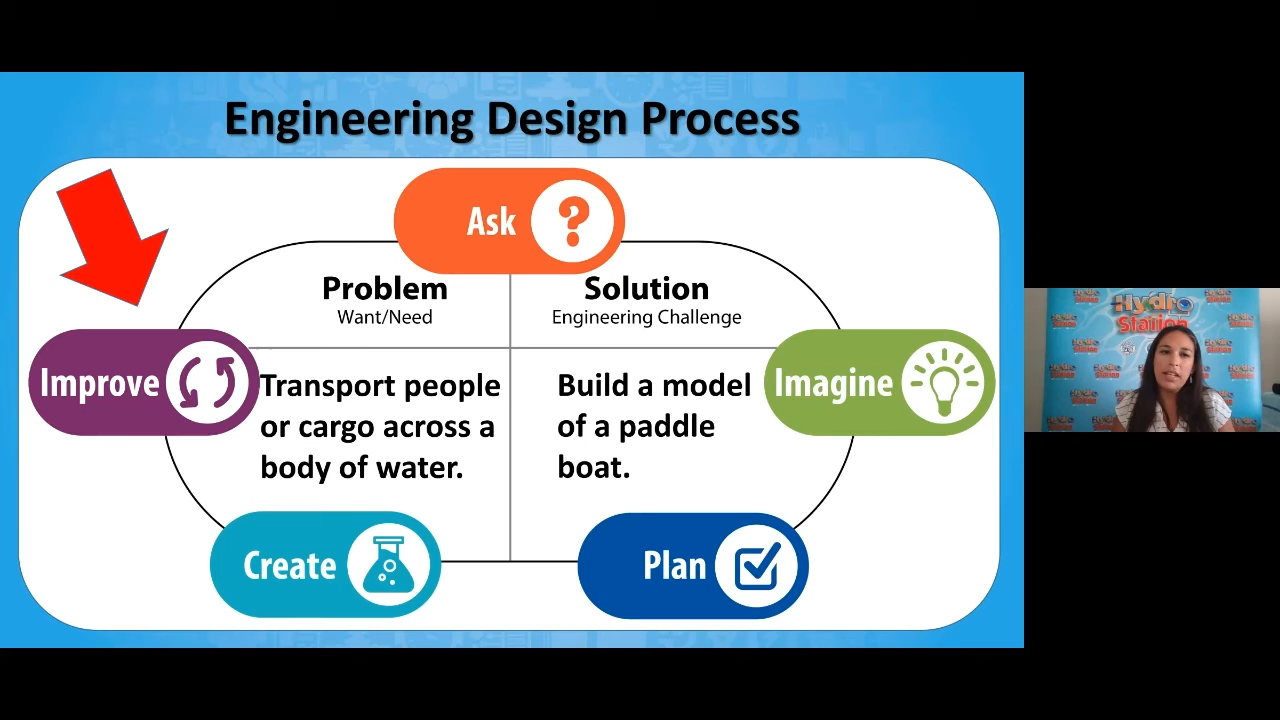 Engineering Design Process
Ask ?
Problem
Want/Need
Solution
Engineering Challenge
Improve
Transport people
or cargo across a
body of water.
Build a model
of a paddle
boat.
Imagine
Create
Plan
Hydro
Station